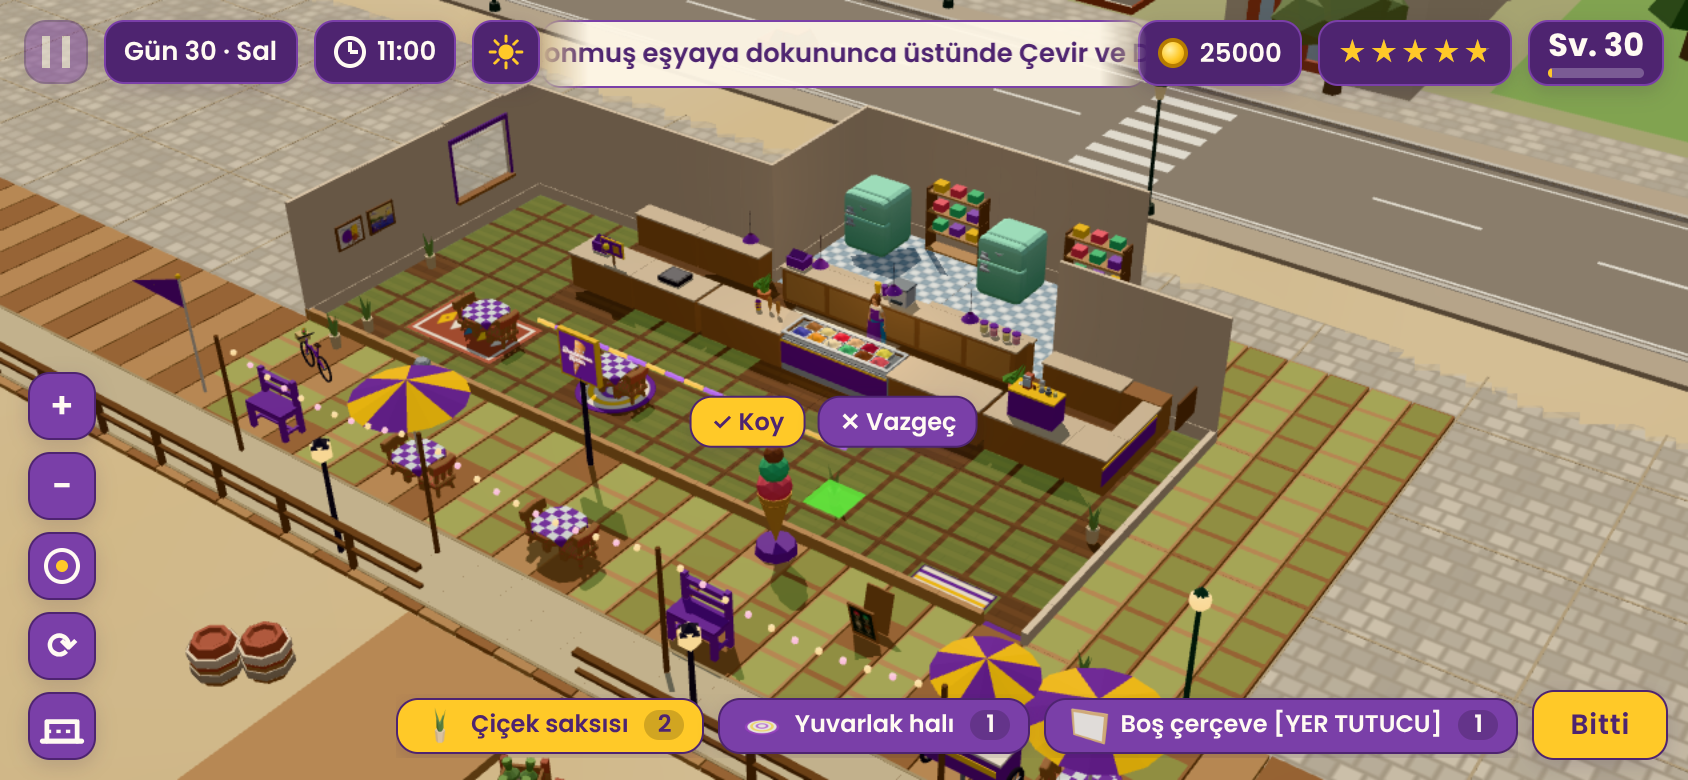 Gün 30 · Sal
11:00
onmuş eşyaya dokununca üstünde Çevir ve
25000
Sv. 30
+
✓ Koy
✕ Vazgeç
−
Çiçek saksısı 2
Yuvarlak halı 1
Boş çerçeve [YER TUTUCU] 1
Bitti